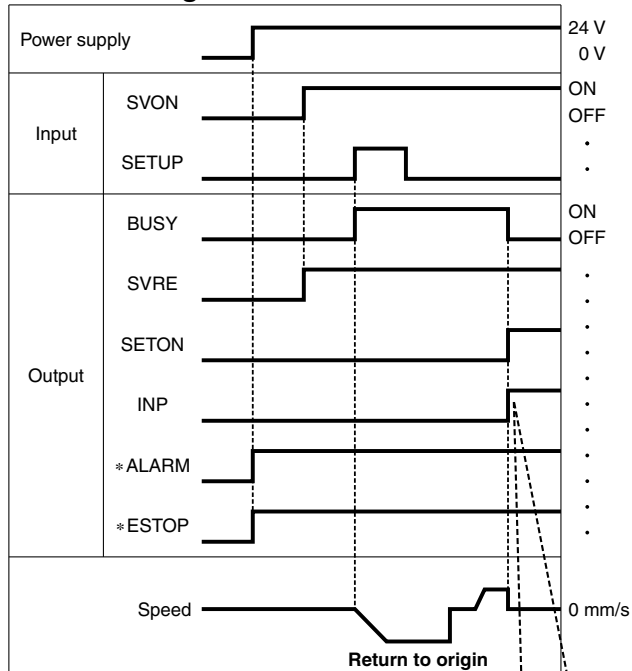 Power supply
24 V
0 V
Input
SVON
ON
OFF
SETUP
Output
BUSY
ON
OFF
SVRE
SETON
INP
∗ALARM
∗ESTOP
Speed
0 mm/s
Return to origin